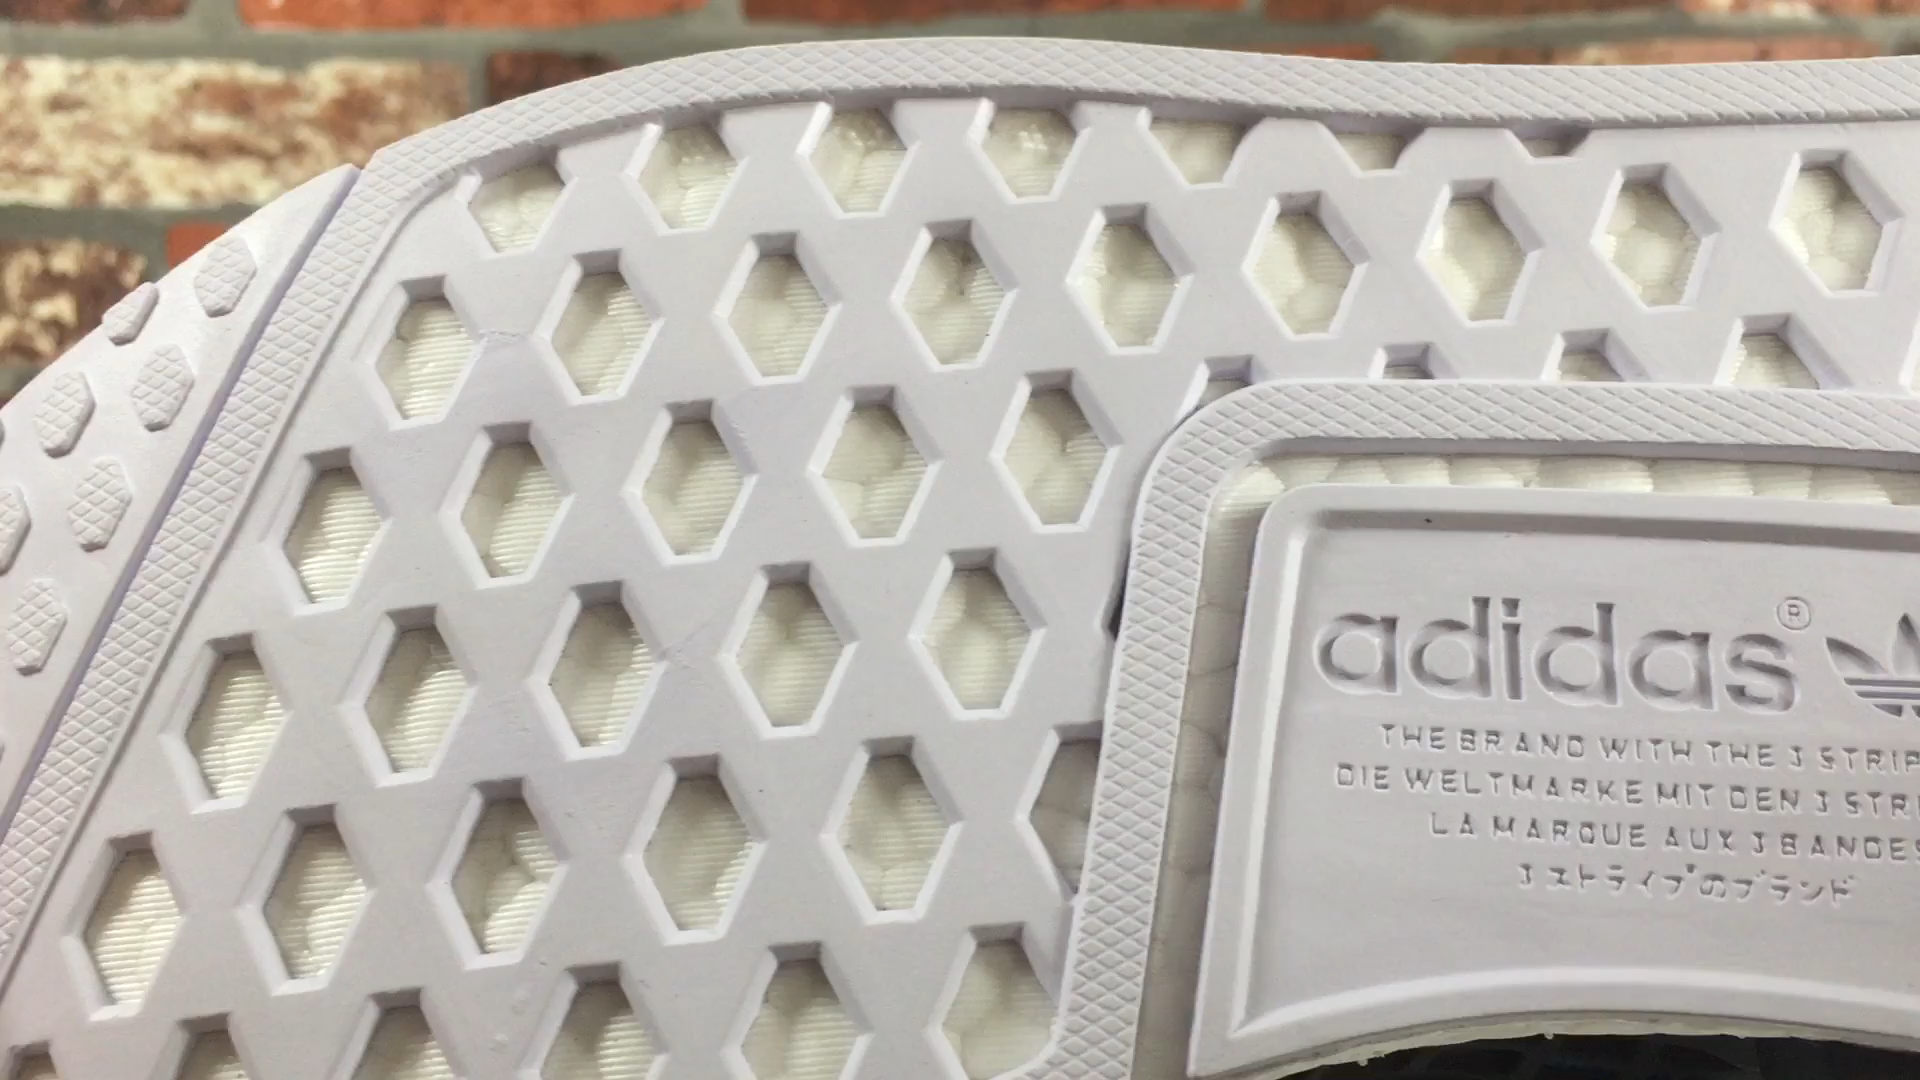 adidas®
THE BRAND WITH THE 3 STRIP
DIE WELTMARKE MIT DEN 3 STRI
LA MARQUE AUX 3 BANDES
3 ストライプのブランド